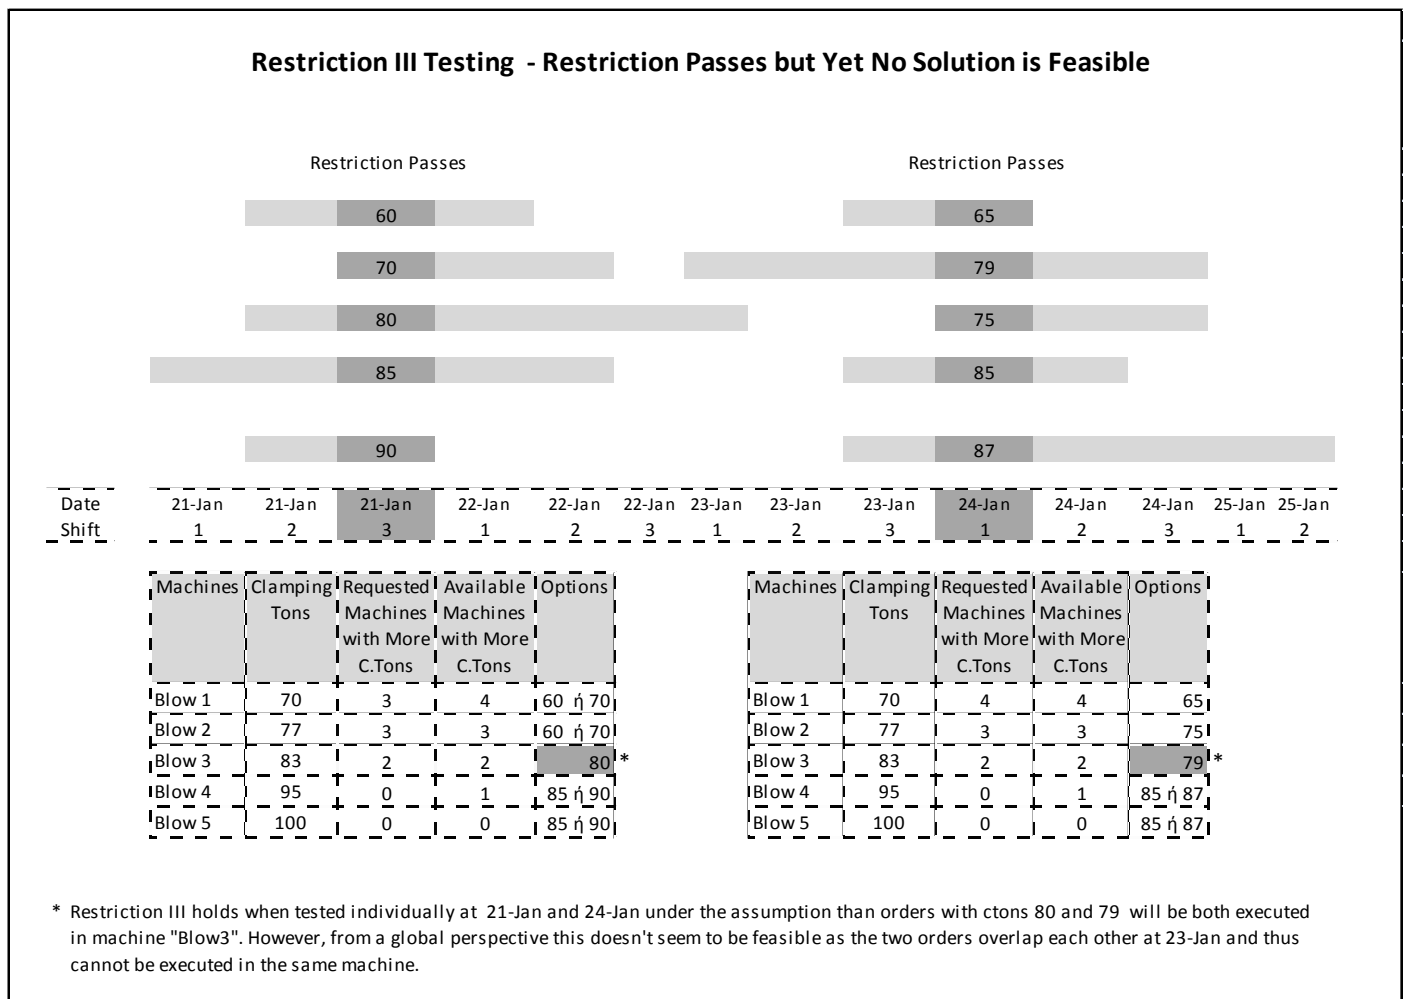 Restriction III Testing - Restriction Passes but Yet No Solution is Feasible
Restriction Passes Restriction Passes
60 65
70 79
80 75
85 85
90 87
Date 21-Jan 21-Jan 21-Jan 22-Jan 22-Jan 22-Jan 23-Jan 23-Jan 23-Jan 24-Jan 24-Jan 24-Jan 25-Jan 25-Jan
Shift 1 2 3 1 2 3 1 2 3 1 2 3 1 2
Machines Clamping Requested Available Options Machines Clamping Requested Available Options
Tons Machines Machines Tons Machines Machines
with More with More with More with More
C.Tons C.Tons C.Tons C.Tons
Blow 1 70 3 4 60 ή 70 Blow 1 70 4 4 65
Blow 2 77 3 3 60 ή 70 Blow 2 77 3 3 75
Blow 3 83 2 2 80 * Blow 3 83 2 2 79 *
Blow 4 95 0 1 85 ή 90 Blow 4 95 0 1 85 ή 87
Blow 5 100 0 0 85 ή 90 Blow 5 100 0 0 85 ή 87
* Restriction III holds when tested individually at 21-Jan and 24-Jan under the assumption than orders with ctons 80 and 79 will be both executed
in machine "Blow3". However, from a global perspective this doesn't seem to be feasible as the two orders overlap each other at 23-Jan and thus
cannot be executed in the same machine.